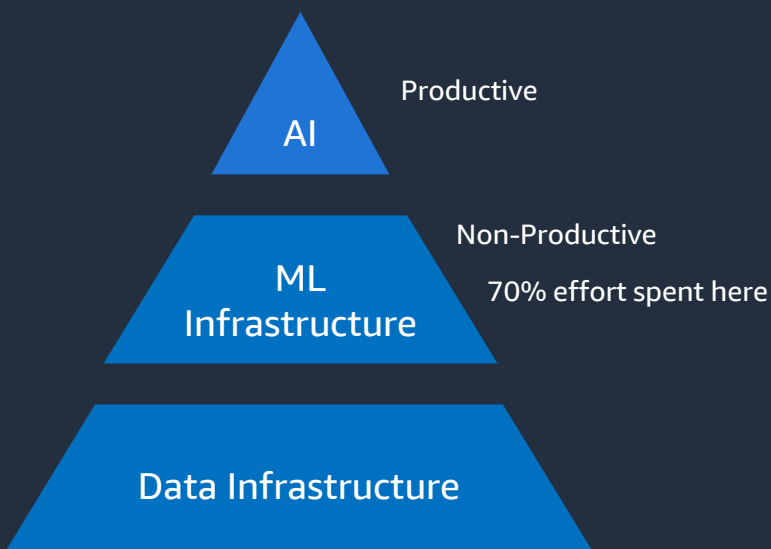 Productive
AI
Non-Productive
ML
Infrastructure
70% effort spent here
Data Infrastructure